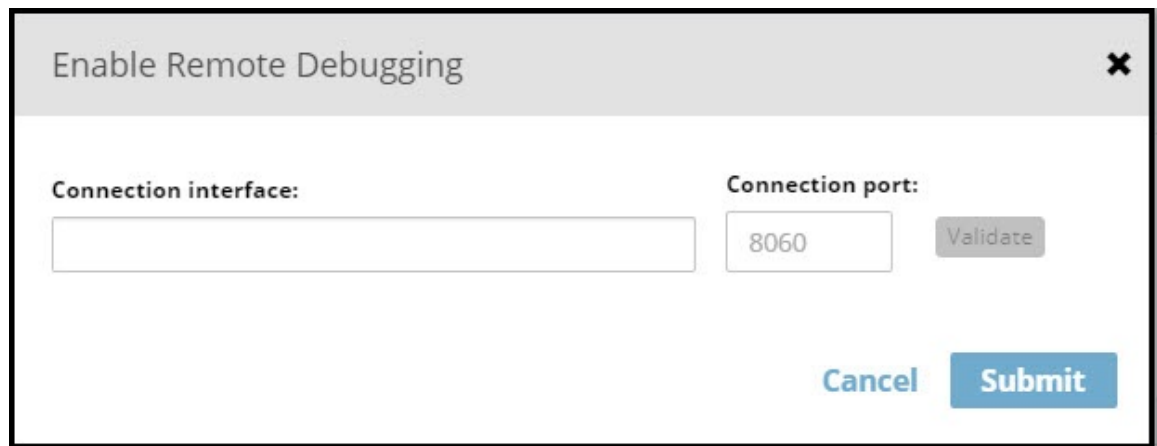 Enable Remote Debugging
Connection interface:
Connection port:
8060
Validate
Cancel
Submit